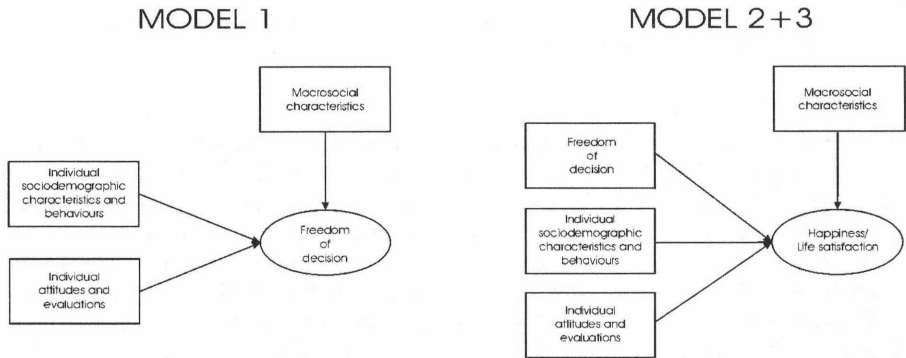 MODEL 1
Macrosocial
characteristics
Individual
sociodemographic
characteristics and
behaviours
Freedom
of
decision
Individual
attitudes and
evaluations
MODEL 2+3
Macrosocial
characteristics
Freedom
of
decision
Individual
sociodemographic
characteristics and
behaviours
Happiness/
Life satisfaction
Individual
attitudes and
evaluations